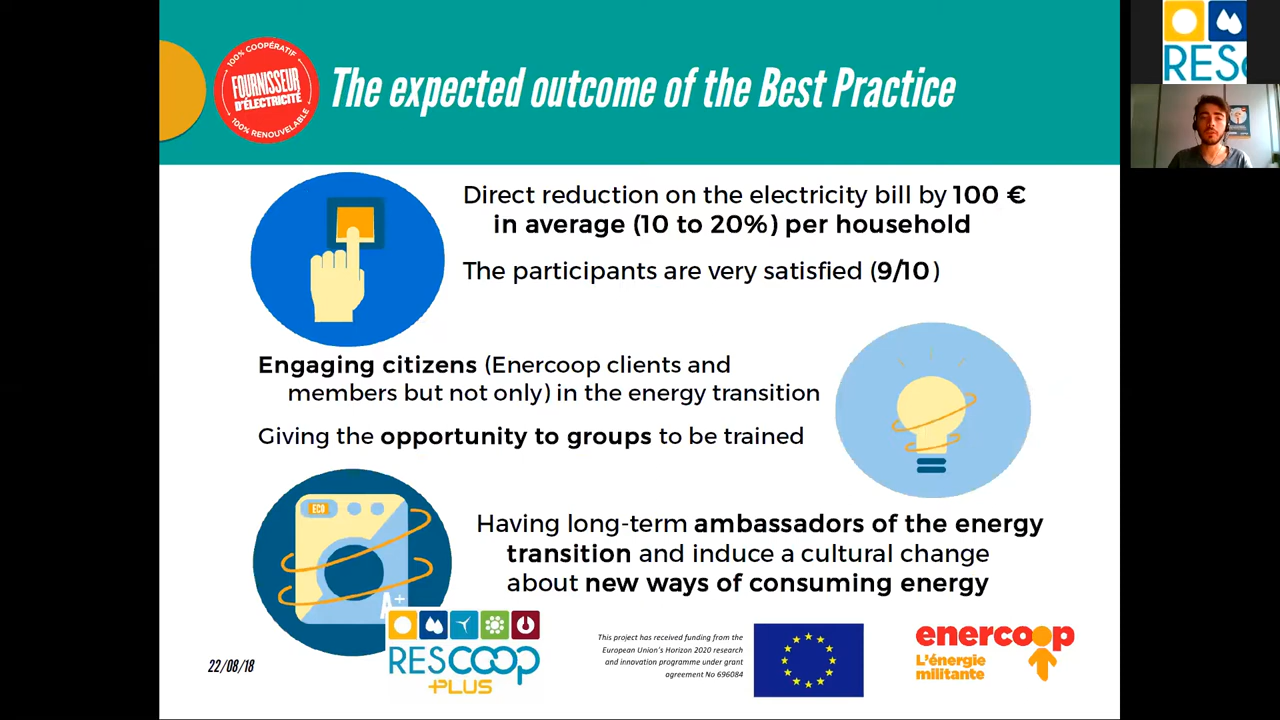 100% COOPÉRATIF
FOURNISSEUR
D'ÉLECTRICITÉ
100% RENOUVELABLE
The expected outcome of the Best Practice
RES
Direct reduction on the electricity bill by 100 €
in average (10 to 20%) per household
The participants are very satisfied (9/10)
Engaging citizens (Enercoop clients and
members but not only) in the energy transition
Giving the opportunity to groups to be trained
ECO
A+
Having long-term ambassadors of the energy
transition and induce a cultural change
about new ways of consuming energy
22/08/18
REScoop
+PLUS
This project has received funding from the
European Union's Horizon 2020 research
and innovation programme under grant
agreement No 696084
enercoop
L'énergie
militante